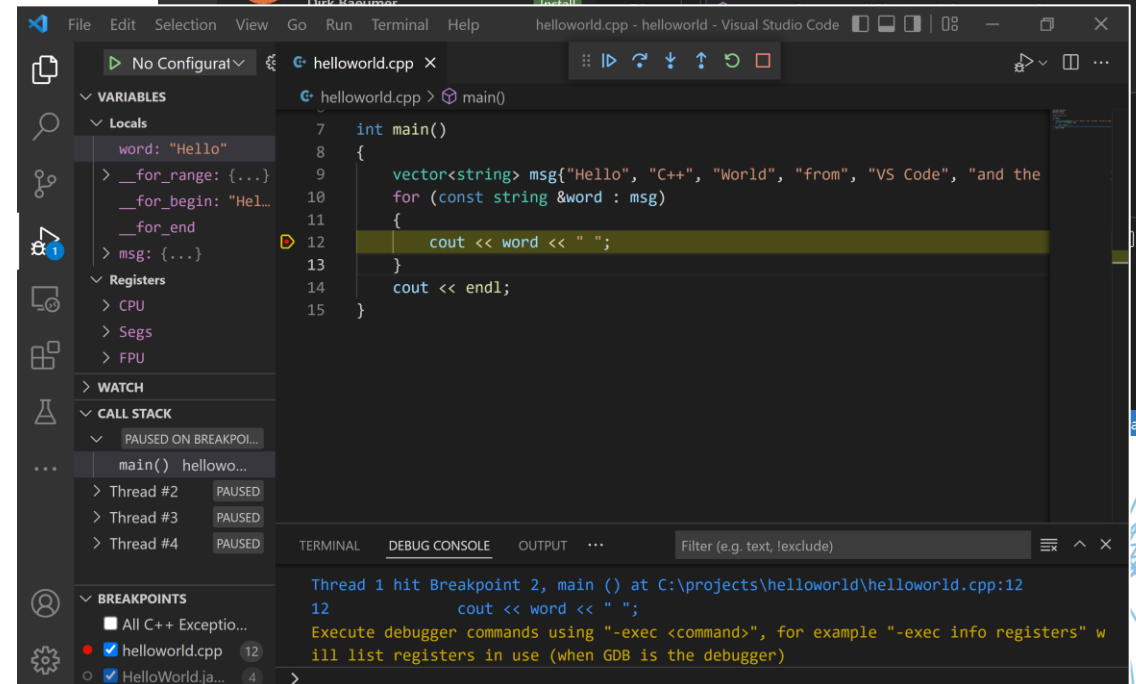 Dirk Baeumer
Install
File Edit Selection View Go Run Terminal Help helloworld.cpp - helloworld - Visual Studio Code
No Configurat
helloworld.cpp
VARIABLES
helloworld.cpp > main()
Locals
word: "Hello"
__for_range: {...}
__for_begin: "Hel…
__for_end
msg: {...}
Registers
CPU
Segs
FPU
WATCH
CALL STACK
PAUSED ON BREAKPOI...
main() hellowo...
Thread #2 PAUSED
Thread #3 PAUSED
Thread #4 PAUSED
BREAKPOINTS
All C++ Exceptio...
helloworld.cpp 12
HelloWorld.ja... 4
1
7 int main()
8 {
9 vector<string> msg{"Hello", "C++", "World", "from", "VS Code", "and the
10 for (const string &word : msg)
11 {
12 cout << word << " ";
13 }
14 cout << endl;
15 }
TERMINAL DEBUG CONSOLE OUTPUT ... Filter (e.g. text, !exclude)
Thread 1 hit Breakpoint 2, main () at C:\projects\helloworld\helloworld.cpp:12
12 cout << word << " ";
Execute debugger commands using "-exec <command>", for example "-exec info registers" w
ill list registers in use (when GDB is the debugger)
>